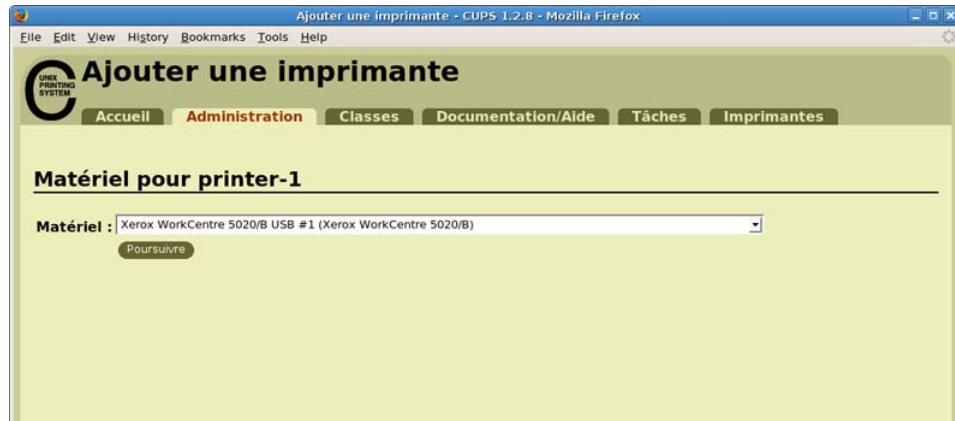 Ajouter une imprimante - CUPS 1.2.8 - Mozilla Firefox
File Edit View History Bookmarks Tools Help
UNIX
PRINTING
SYSTEM
Ajouter une imprimante
Accueil Administration Classes Documentation/Aide Tâches Imprimantes
Matériel pour printer-1
Matériel : Xerox WorkCentre 5020/B USB #1 (Xerox WorkCentre 5020/B)
Poursuivre